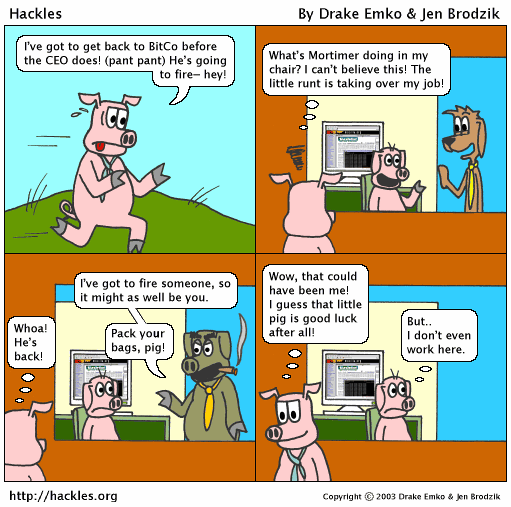 Hackles
By Drake Emko & Jen Brodzik
I've got to get back to BitCo before
the CEO does! (pant pant) He's going
to fire— hey!
What's Mortimer doing in my
chair? I can't believe this! The
little runt is taking over my job!
Whoa!
He's
back!
I've got to fire someone, so
it might as well be you.
Pack your
bags, pig!
Wow, that could
have been me!
I guess that little
pig is good luck
after all!
But..
I don't even
work here.
http://hackles.org
Copyright © 2003 Drake Emko & Jen Brodzik